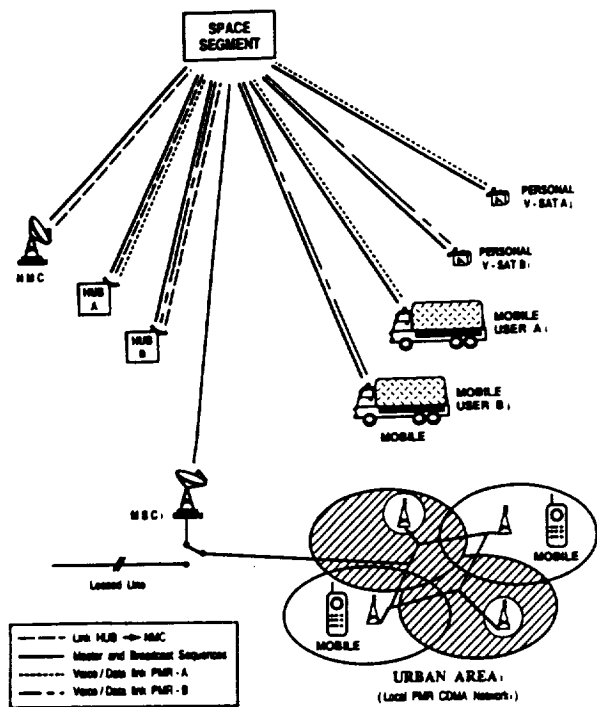 SPACE
SEGMENT
PERSONAL
V-SAT A i
NMC
HUB
A
PERSONAL
V-SAT B i
HUB
B
MOBILE
USER A i
MOBILE
USER B i
MOBILE
MSC i
Leased Line
MOBILE
MOBILE
Link HUB NMC
Master and Broadcast Sequences
Voice / Data link PMR - A
Voice / Data link PMR - B
URBAN AREA i
(Local PMR CDMA Network i)